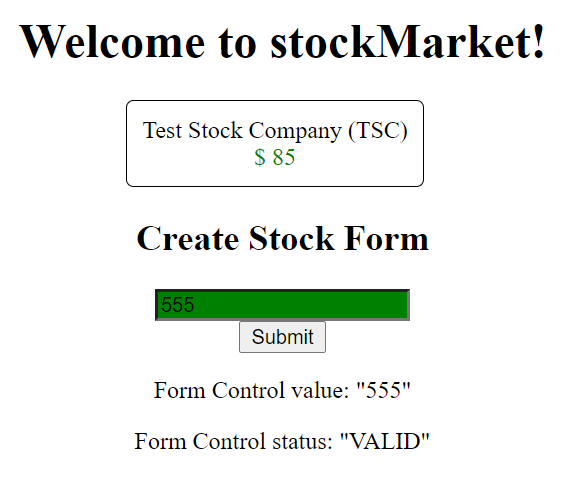 Welcome to stockMarket!
Test Stock Company (TSC)
$ 85
Create Stock Form
555
Submit
Form Control value: "555"
Form Control status: "VALID"